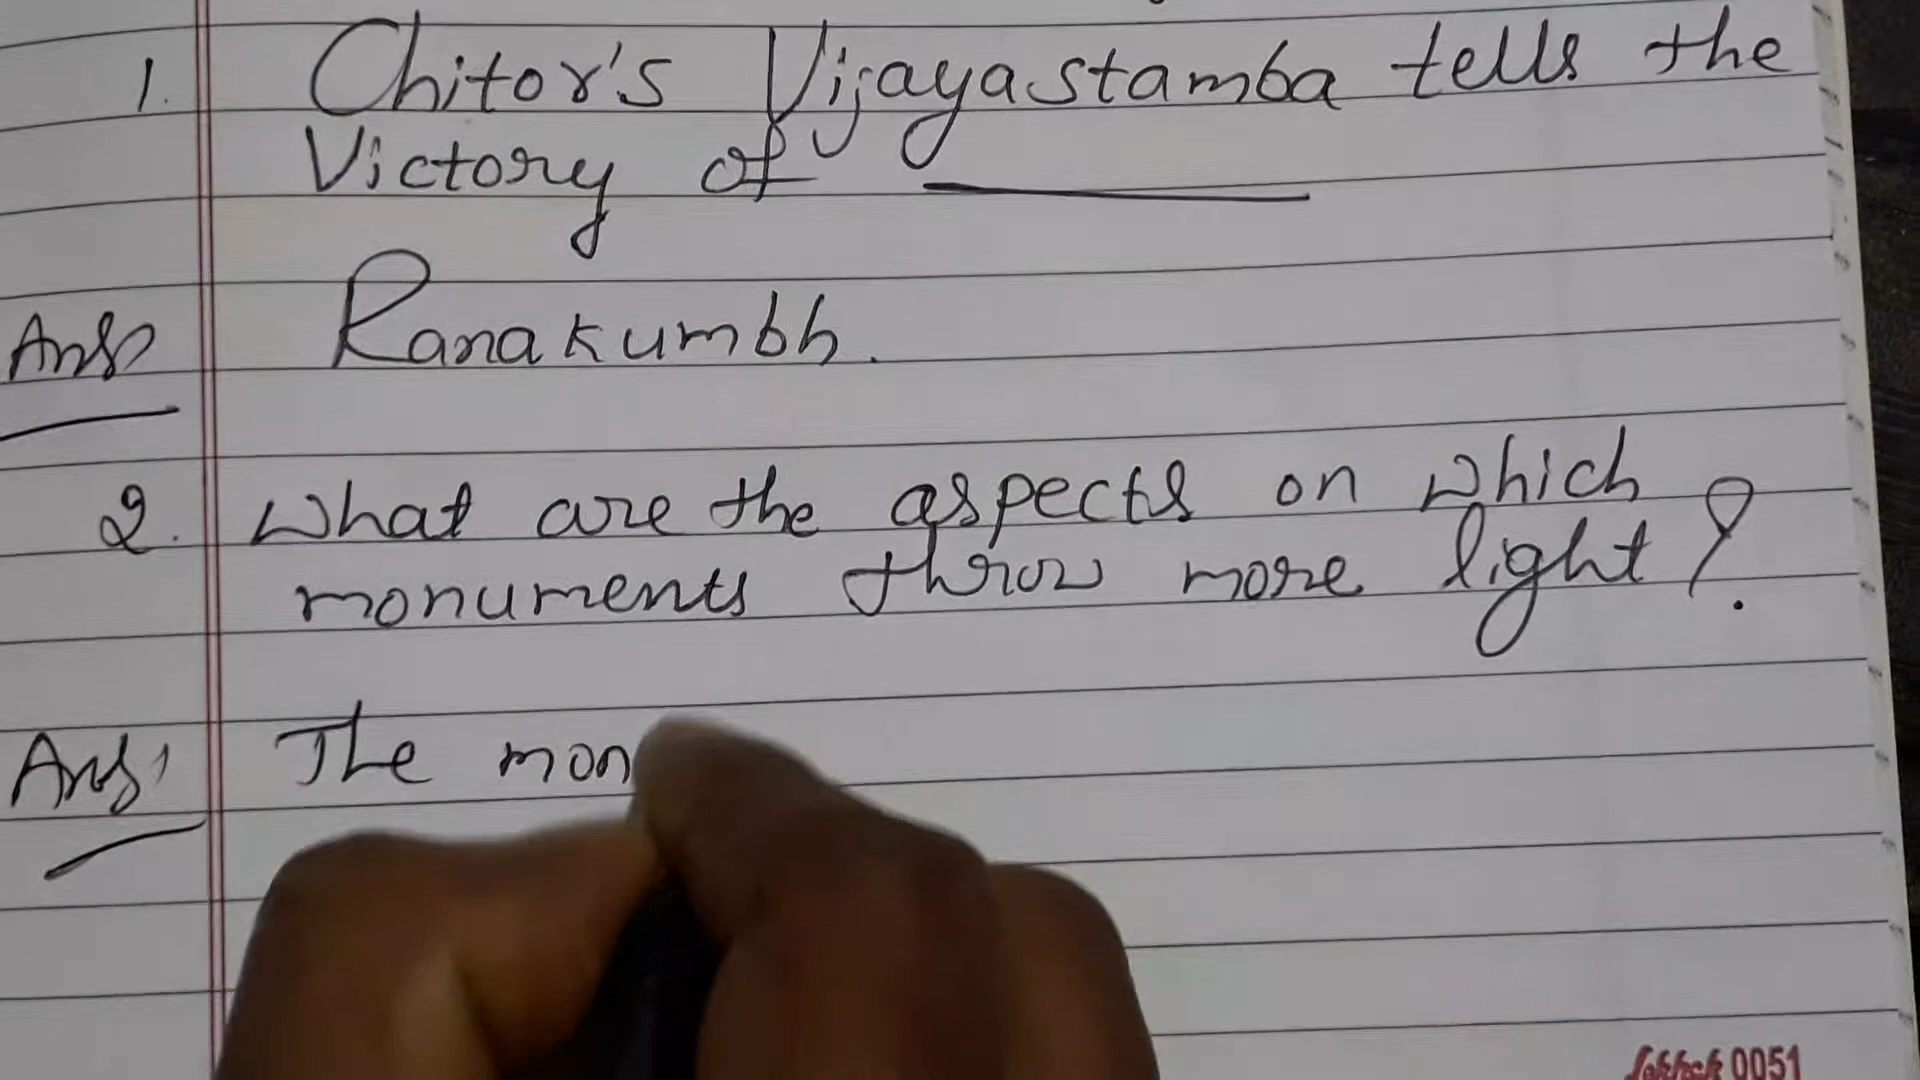 1. Chitor's Vijayastamba tells the
Victory of
Ans Ranakumbh.
2. What are the aspects on which
monuments throw more light?
Ans: The mon
0051